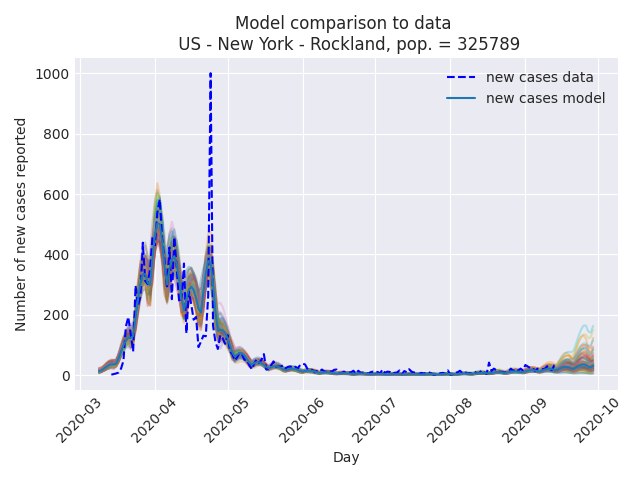 Model comparison to data
US - New York - Rockland, pop. = 325789
new cases data
new cases model
Number of new cases reported
1000
800
600
400
200
0
2020-03
2020-04
2020-05
2020-06
2020-07
2020-08
2020-09
2020-10
Day